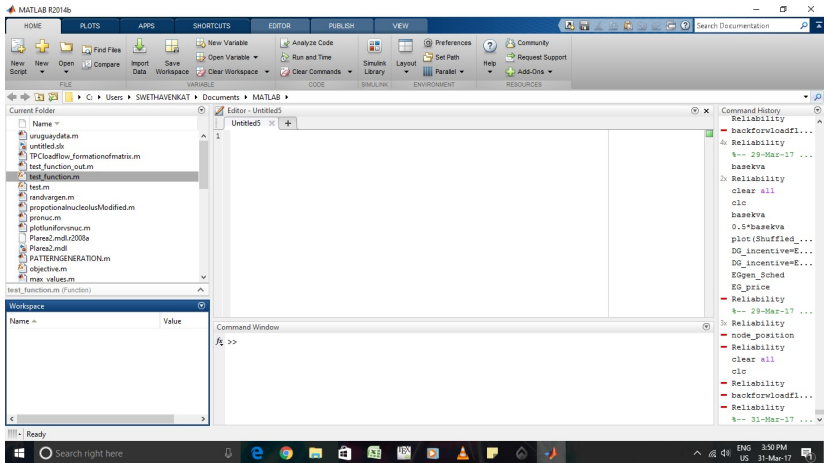 MATLAB R2014b
HOME PLOTS APPS SHORTCUTS EDITOR PUBLISH VIEW Search Documentation
New Script New Open Find Files Compare Import Data Save Workspace New Variable Open Variable Clear Workspace Analyze Code Run and Time Clear Commands Simulink Library Layout Preferences Set Path Parallel Help Community Request Support Add-Ons
FILE VARIABLE CODE SIMULINK ENVIRONMENT RESOURCES
C: Users SWETHAVENKAT Documents MATLAB
Current Folder
Name
uruguaydata.m
untitled.slx
TPCloadflow_formationofmatrix.m
test_function_out.m
test_function.m
test.m
randvargen.m
propotionalnucleolusModified.m
pronuc.m
plotluniforvsnuc.m
Plarea2.mdl.r2008a
Plarea2.mdl
PATTERNGENERATION.m
objective.m
max_values.m
test_function.m (Function)
Workspace
Name Value
Editor - Untitled5
Untitled5
1
Command Window
fx >>
Command History
Reliability
backforwloadfl...
4x Reliability
%-- 29-Mar-17 ...
basekva
2x Reliability
clear all
clc
basekva
0.5*basekva
plot(Shuffled_...
DG_incentive=E...
DG_incentive=E...
EGgen_Sched
EG_price
Reliability
%-- 29-Mar-17 ...
3x Reliability
node_position
Reliability
clear all
clc
Reliability
backforwloadfl...
Reliability
%-- 31-Mar-17 ...
Ready
Search right here
ENG 3:50 PM
US 31-Mar-17